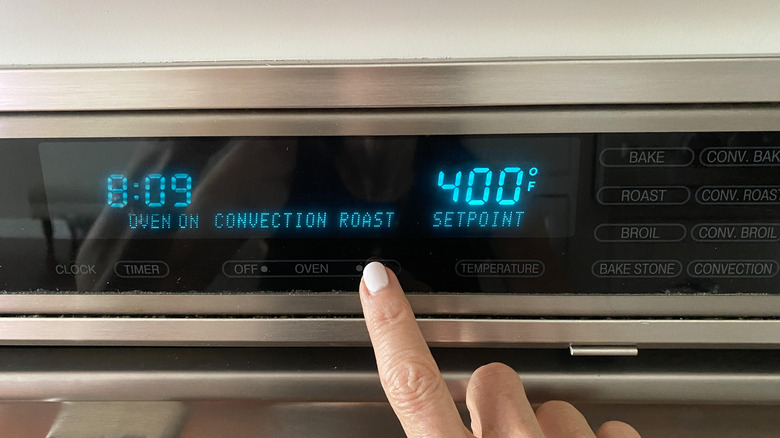 8:09
OVEN ON CONVECTION ROAST
400°F
SETPOINT
CLOCK TIMER OFF OVEN TEMPERATURE
BAKE CONV. BAK
ROAST CONV. ROAS
BROIL CONV. BROIL
BAKE STONE CONVECTION